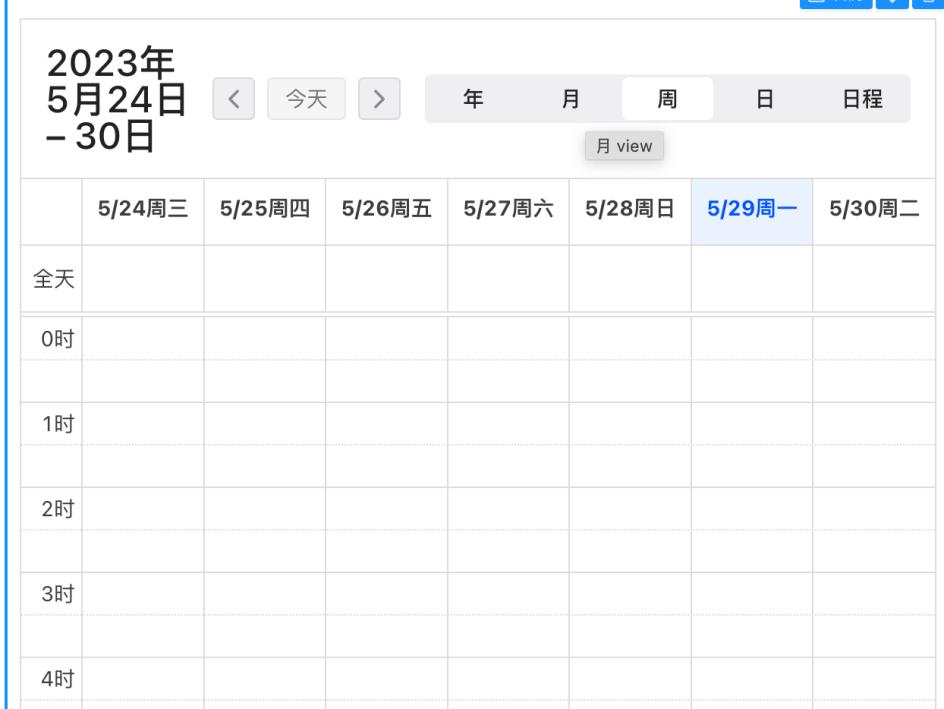 2023年
5月24日
– 30日
今天
年 月 周 日 日程
月 view
5/24周三 5/25周四 5/26周五 5/27周六 5/28周日 5/29周一 5/30周二
全天
0时
1时
2时
3时
4时